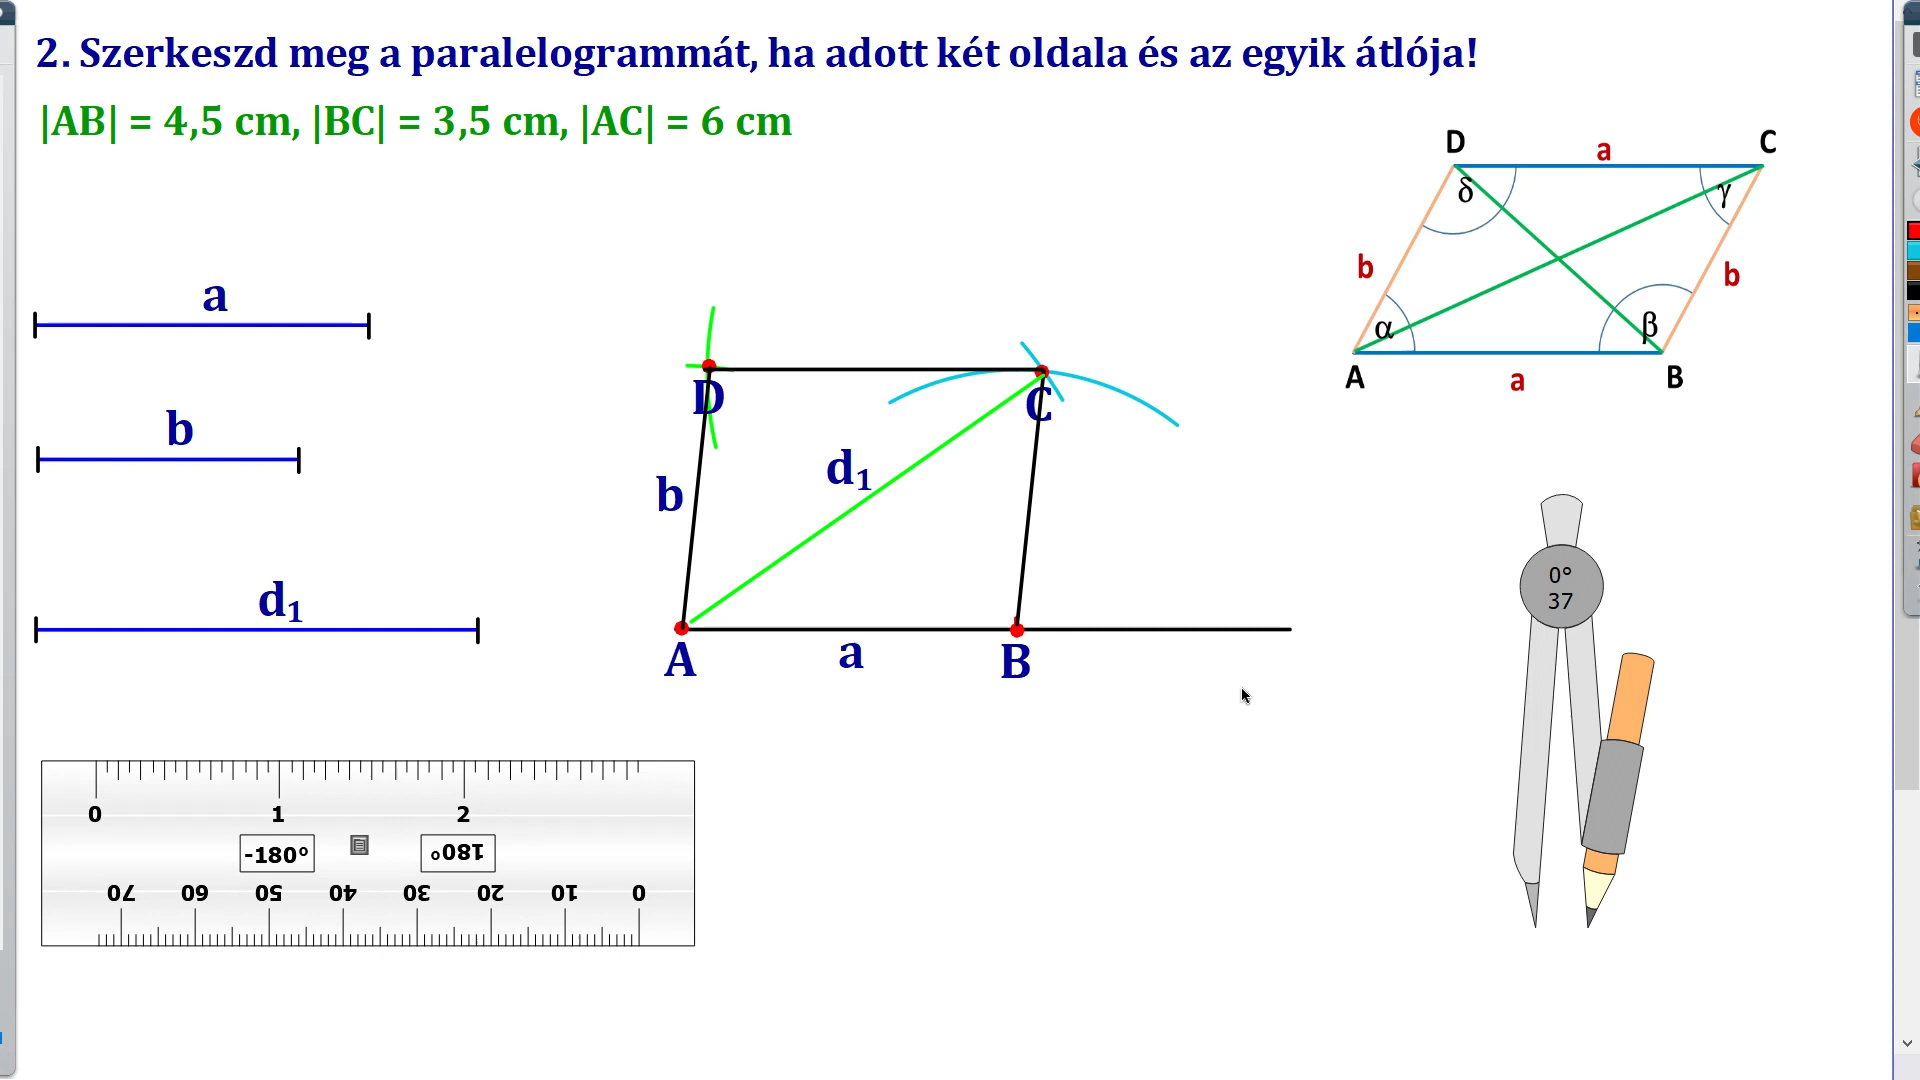 2. Szerkeszd meg a paralelogrammát, ha adott két oldala és az egyik átlója!
|AB| = 4,5 cm, |BC| = 3,5 cm, |AC| = 6 cm
D a C
δ γ
b b
α β
A a B
a
b
d₁
D C
d₁
b
A a B
0°
37
0 1 2
-180° 180°
70 60 50 40 30 20 10 0